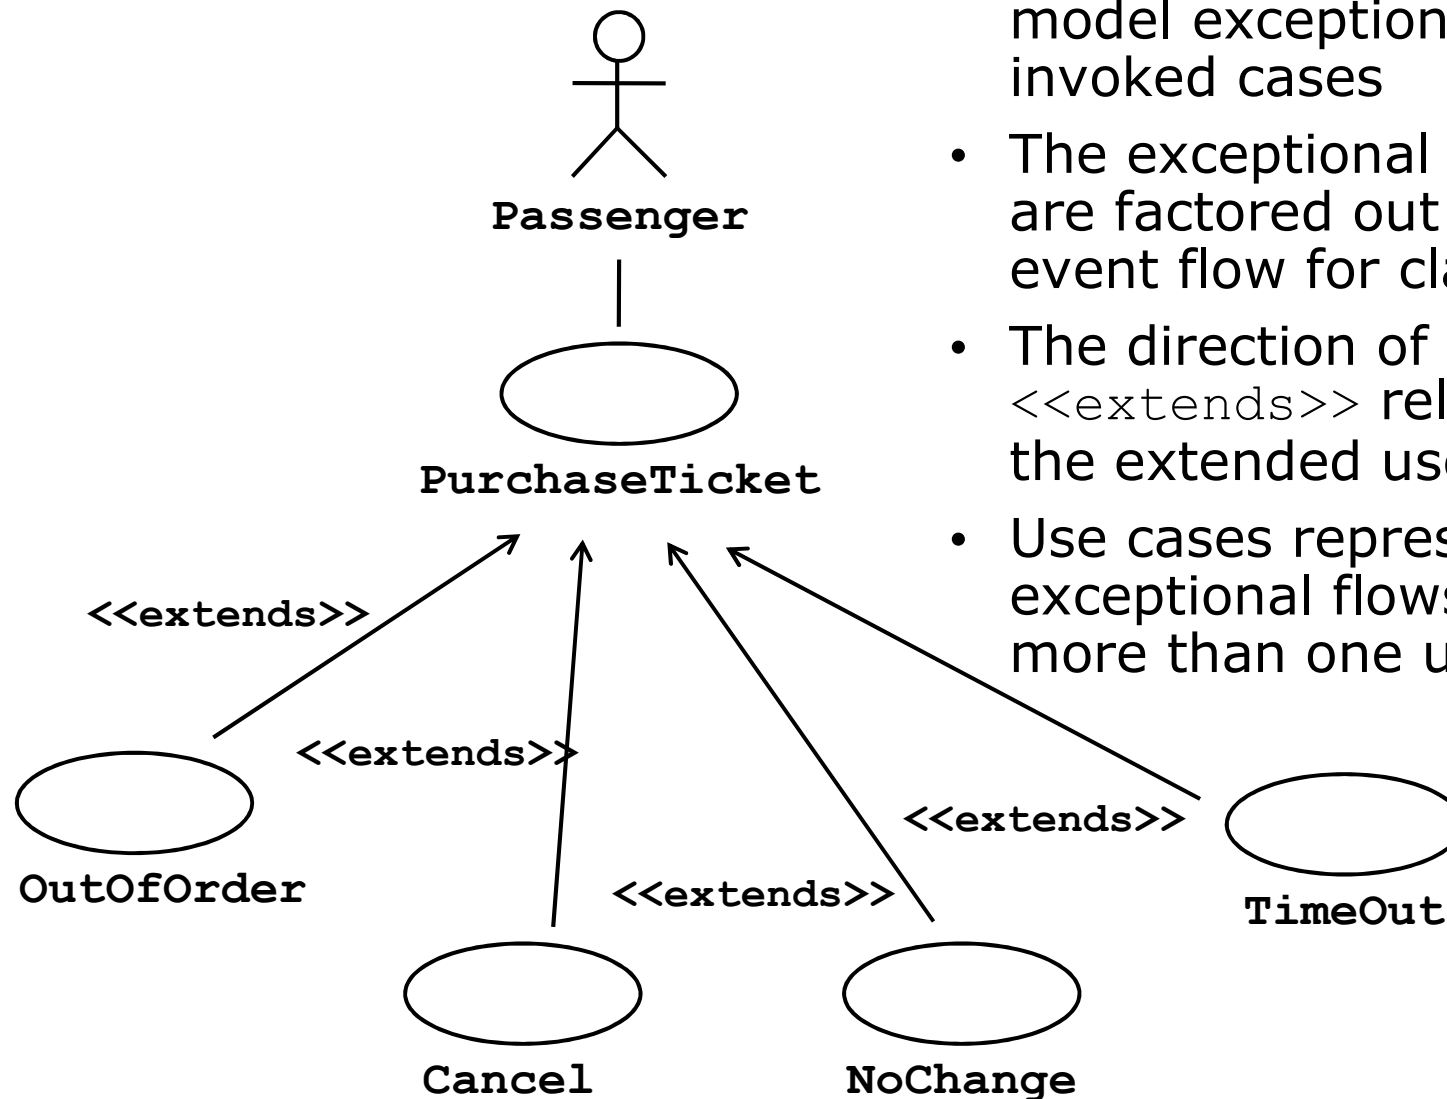 model exception
invoked cases
• The exceptional
are factored out
event flow for cla
• The direction of
<<extends>> rel
the extended use
• Use cases repres
exceptional flows
more than one u
Passenger
PurchaseTicket
<<extends>>
<<extends>>
<<extends>>
<<extends>>
OutOfOrder
TimeOut
Cancel
NoChange